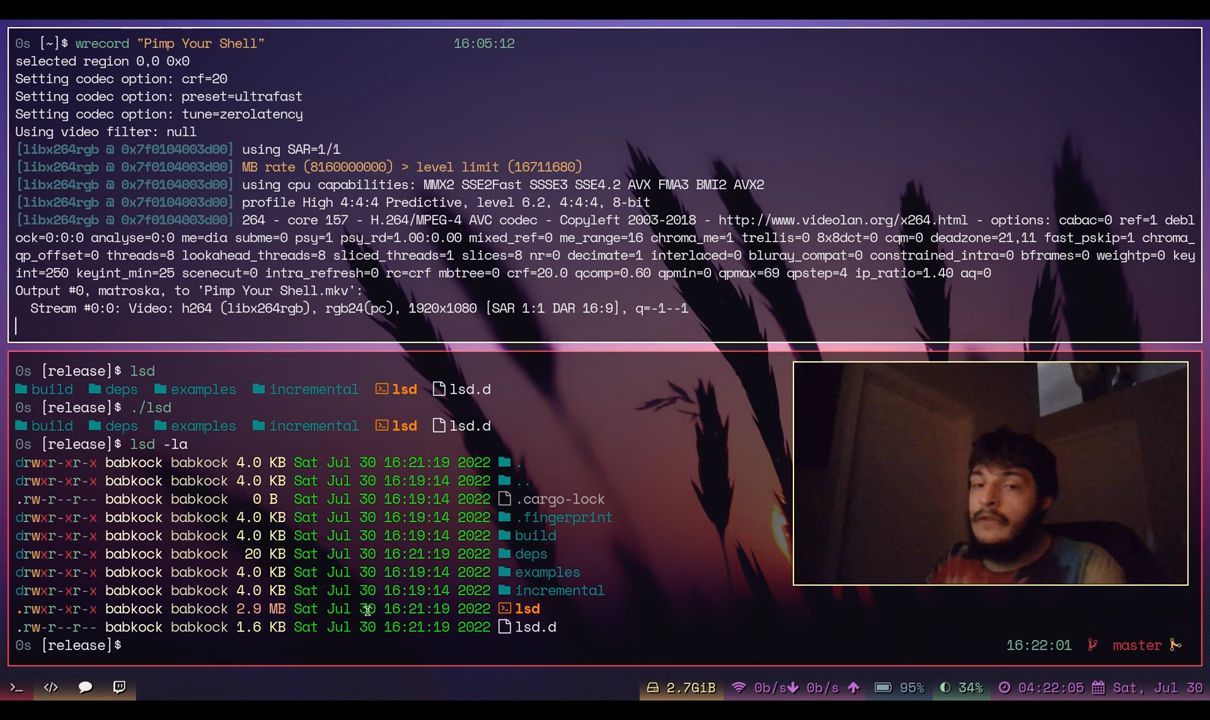 0s [~]$ wrecord "Pimp Your Shell" 16:05:12
selected region 0,0 0x0
Setting codec option: crf=20
Setting codec option: preset=ultrafast
Setting codec option: tune=zerolatency
Using video filter: null
[libx264rgb @ 0x7f0104003d00] using SAR=1/1
[libx264rgb @ 0x7f0104003d00] MB rate (8160000000) > level limit (16711680)
[libx264rgb @ 0x7f0104003d00] using cpu capabilities: MMX2 SSE2Fast SSSE3 SSE4.2 AVX FMA3 BMI2 AVX2
[libx264rgb @ 0x7f0104003d00] profile High 4:4:4 Predictive, level 6.2, 4:4:4, 8-bit
[libx264rgb @ 0x7f0104003d00] 264 - core 157 - H.264/MPEG-4 AVC codec - Copyleft 2003-2018 - http://www.videolan.org/x264.html - options: cabac=0 ref=1 debl
ock=0:0:0 analyse=0:0 me=dia subme=0 psy=1 psy_rd=1.00:0.00 mixed_ref=0 me_range=16 chroma_me=1 trellis=0 8x8dct=0 cqm=0 deadzone=21,11 fast_pskip=1 chroma_
qp_offset=0 threads=8 lookahead_threads=8 sliced_threads=1 slices=8 nr=0 decimate=1 interlaced=0 bluray_compat=0 constrained_intra=0 bframes=0 weightp=0 key
int=250 keyint_min=25 scenecut=0 intra_refresh=0 rc=crf mbtree=0 crf=20.0 qcomp=0.60 qpmin=0 qpmax=69 qpstep=4 ip_ratio=1.40 aq=0
Output #0, matroska, to 'Pimp Your Shell.mkv':
Stream #0:0: Video: h264 (libx264rgb), rgb24(pc), 1920x1080 [SAR 1:1 DAR 16:9], q=-1--1
0s [release]$ lsd
build deps examples incremental lsd lsd.d
0s [release]$ ./lsd
build deps examples incremental lsd lsd.d
0s [release]$ lsd -la
drwxr-xr-x babkock babkock 4.0 KB Sat Jul 30 16:21:19 2022 .
drwxr-xr-x babkock babkock 4.0 KB Sat Jul 30 16:19:14 2022 ..
.rw-r--r-- babkock babkock 0 B Sat Jul 30 16:19:14 2022 .cargo-lock
drwxr-xr-x babkock babkock 4.0 KB Sat Jul 30 16:19:14 2022 .fingerprint
drwxr-xr-x babkock babkock 4.0 KB Sat Jul 30 16:19:14 2022 build
drwxr-xr-x babkock babkock 20 KB Sat Jul 30 16:21:19 2022 deps
drwxr-xr-x babkock babkock 4.0 KB Sat Jul 30 16:19:14 2022 examples
drwxr-xr-x babkock babkock 4.0 KB Sat Jul 30 16:19:14 2022 incremental
.rwxr-xr-x babkock babkock 2.9 MB Sat Jul 30 16:21:19 2022 lsd
.rw-r--r-- babkock babkock 1.6 KB Sat Jul 30 16:21:19 2022 lsd.d
0s [release]$ 16:22:01 master
2.7GiB 0b/s 0b/s 95% 34% 04:22:05 Sat, Jul 30